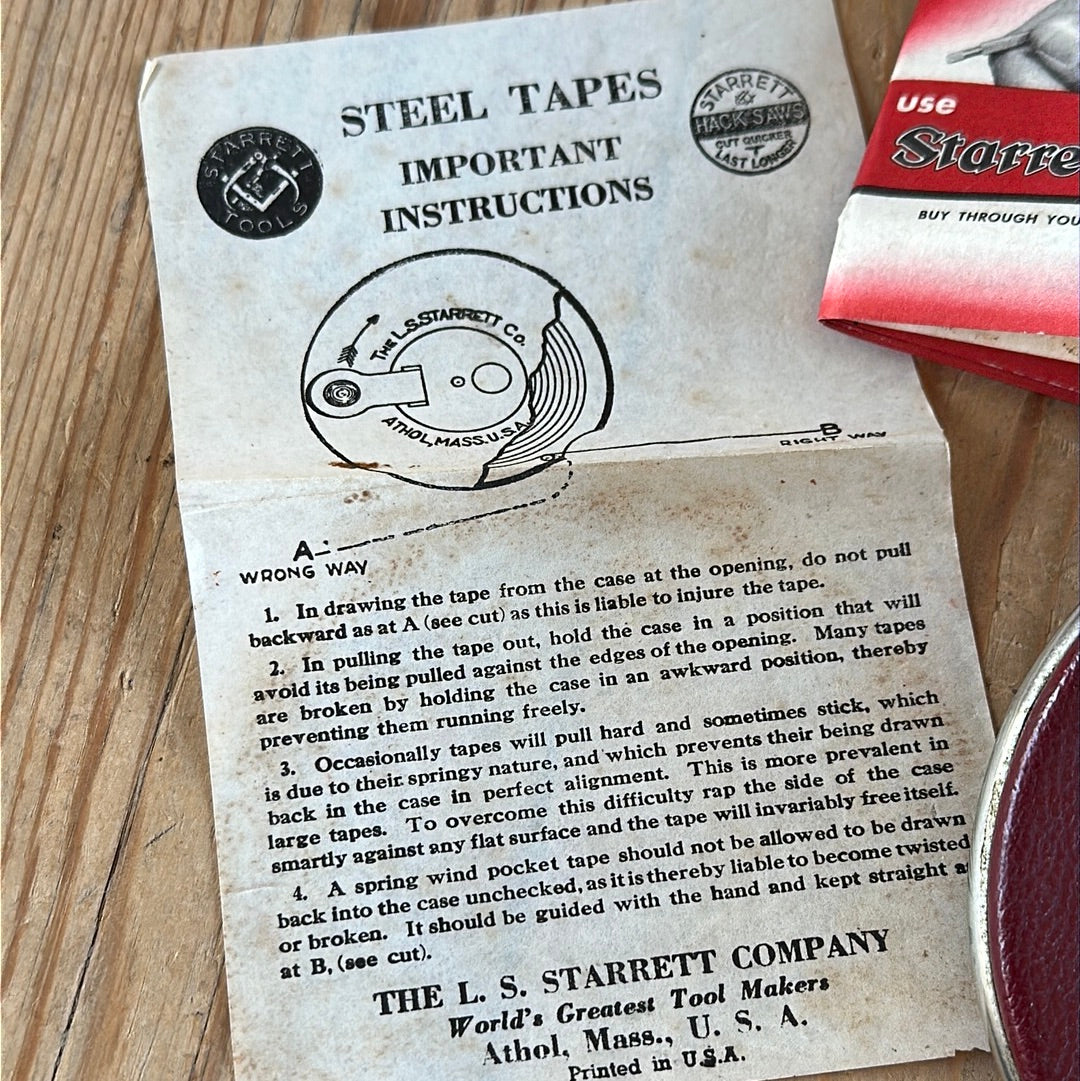 STEEL TAPES
IMPORTANT
INSTRUCTIONS
STARRETT
TOOLS
STARRETT
HACK SAWS
CUT QUICKER
LAST LONGER
USE
Starre
BUY THROUGH YOU
THE L.S. STARRETT CO.
ATHOL, MASS. U.S.A.
B
RIGHT WAY
A
WRONG WAY
1. In drawing the tape from the case at the opening, do not pull
backward as at A (see cut) as this is liable to injure the tape.
2. In pulling the tape out, hold the case in a position that will
avoid its being pulled against the edges of the opening. Many tapes
are broken by holding the case in an awkward position, thereby
preventing them running freely.
3. Occasionally tapes will pull hard and sometimes stick, which
is due to their springy nature, and which prevents their being drawn
back in the case in perfect alignment. This is more prevalent in
large tapes. To overcome this difficulty rap the side of the case
smartly against any flat surface and the tape will invariably free itself.
4. A spring wind pocket tape should not be allowed to be drawn
back into the case unchecked, as it is thereby liable to become twisted
or broken. It should be guided with the hand and kept straight a
at B, (see cut).
THE L. S. STARRETT COMPANY
World's Greatest Tool Makers
Athol, Mass., U. S. A.
Printed in U.S.A.